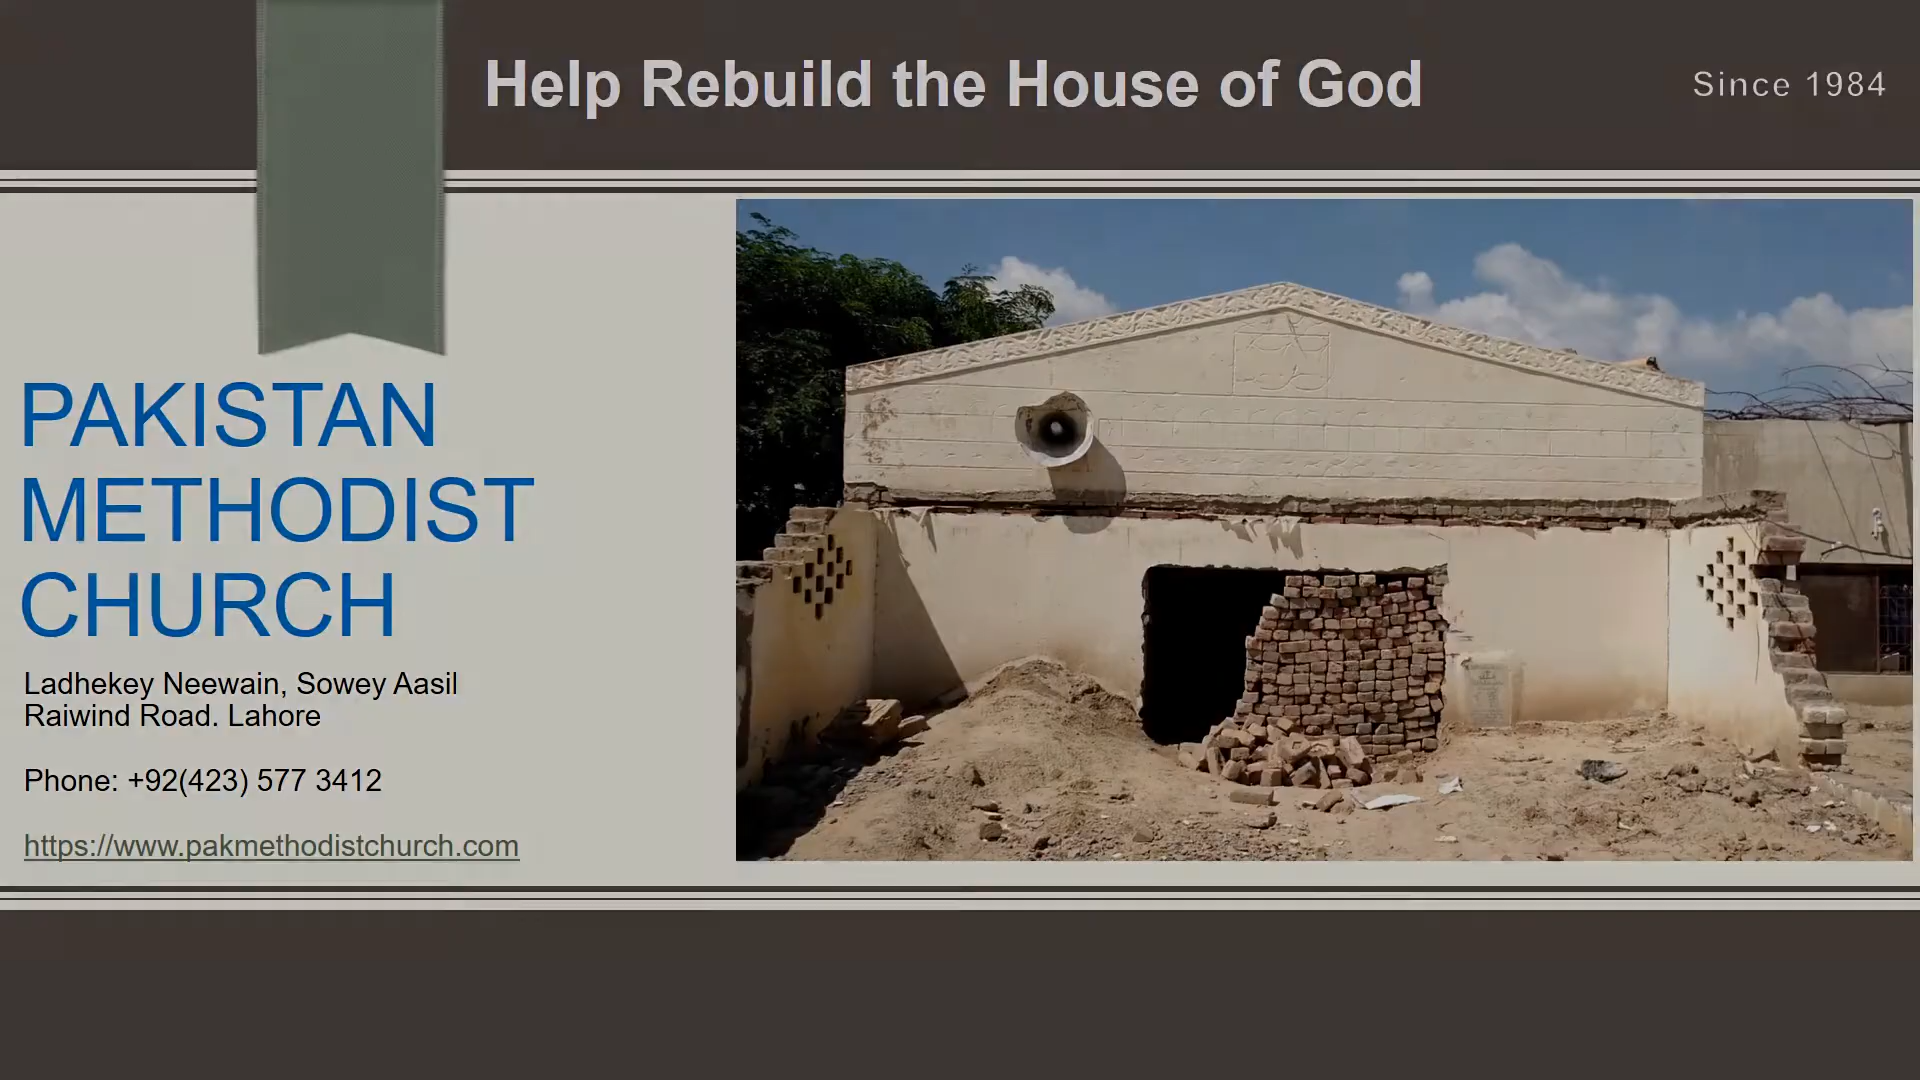 Help Rebuild the House of God
Since 1984
PAKISTAN
METHODIST
CHURCH
Ladhekey Neewain, Sowey Aasil
Raiwind Road. Lahore
Phone: +92(423) 577 3412
https://www.pakmethodistchurch.com